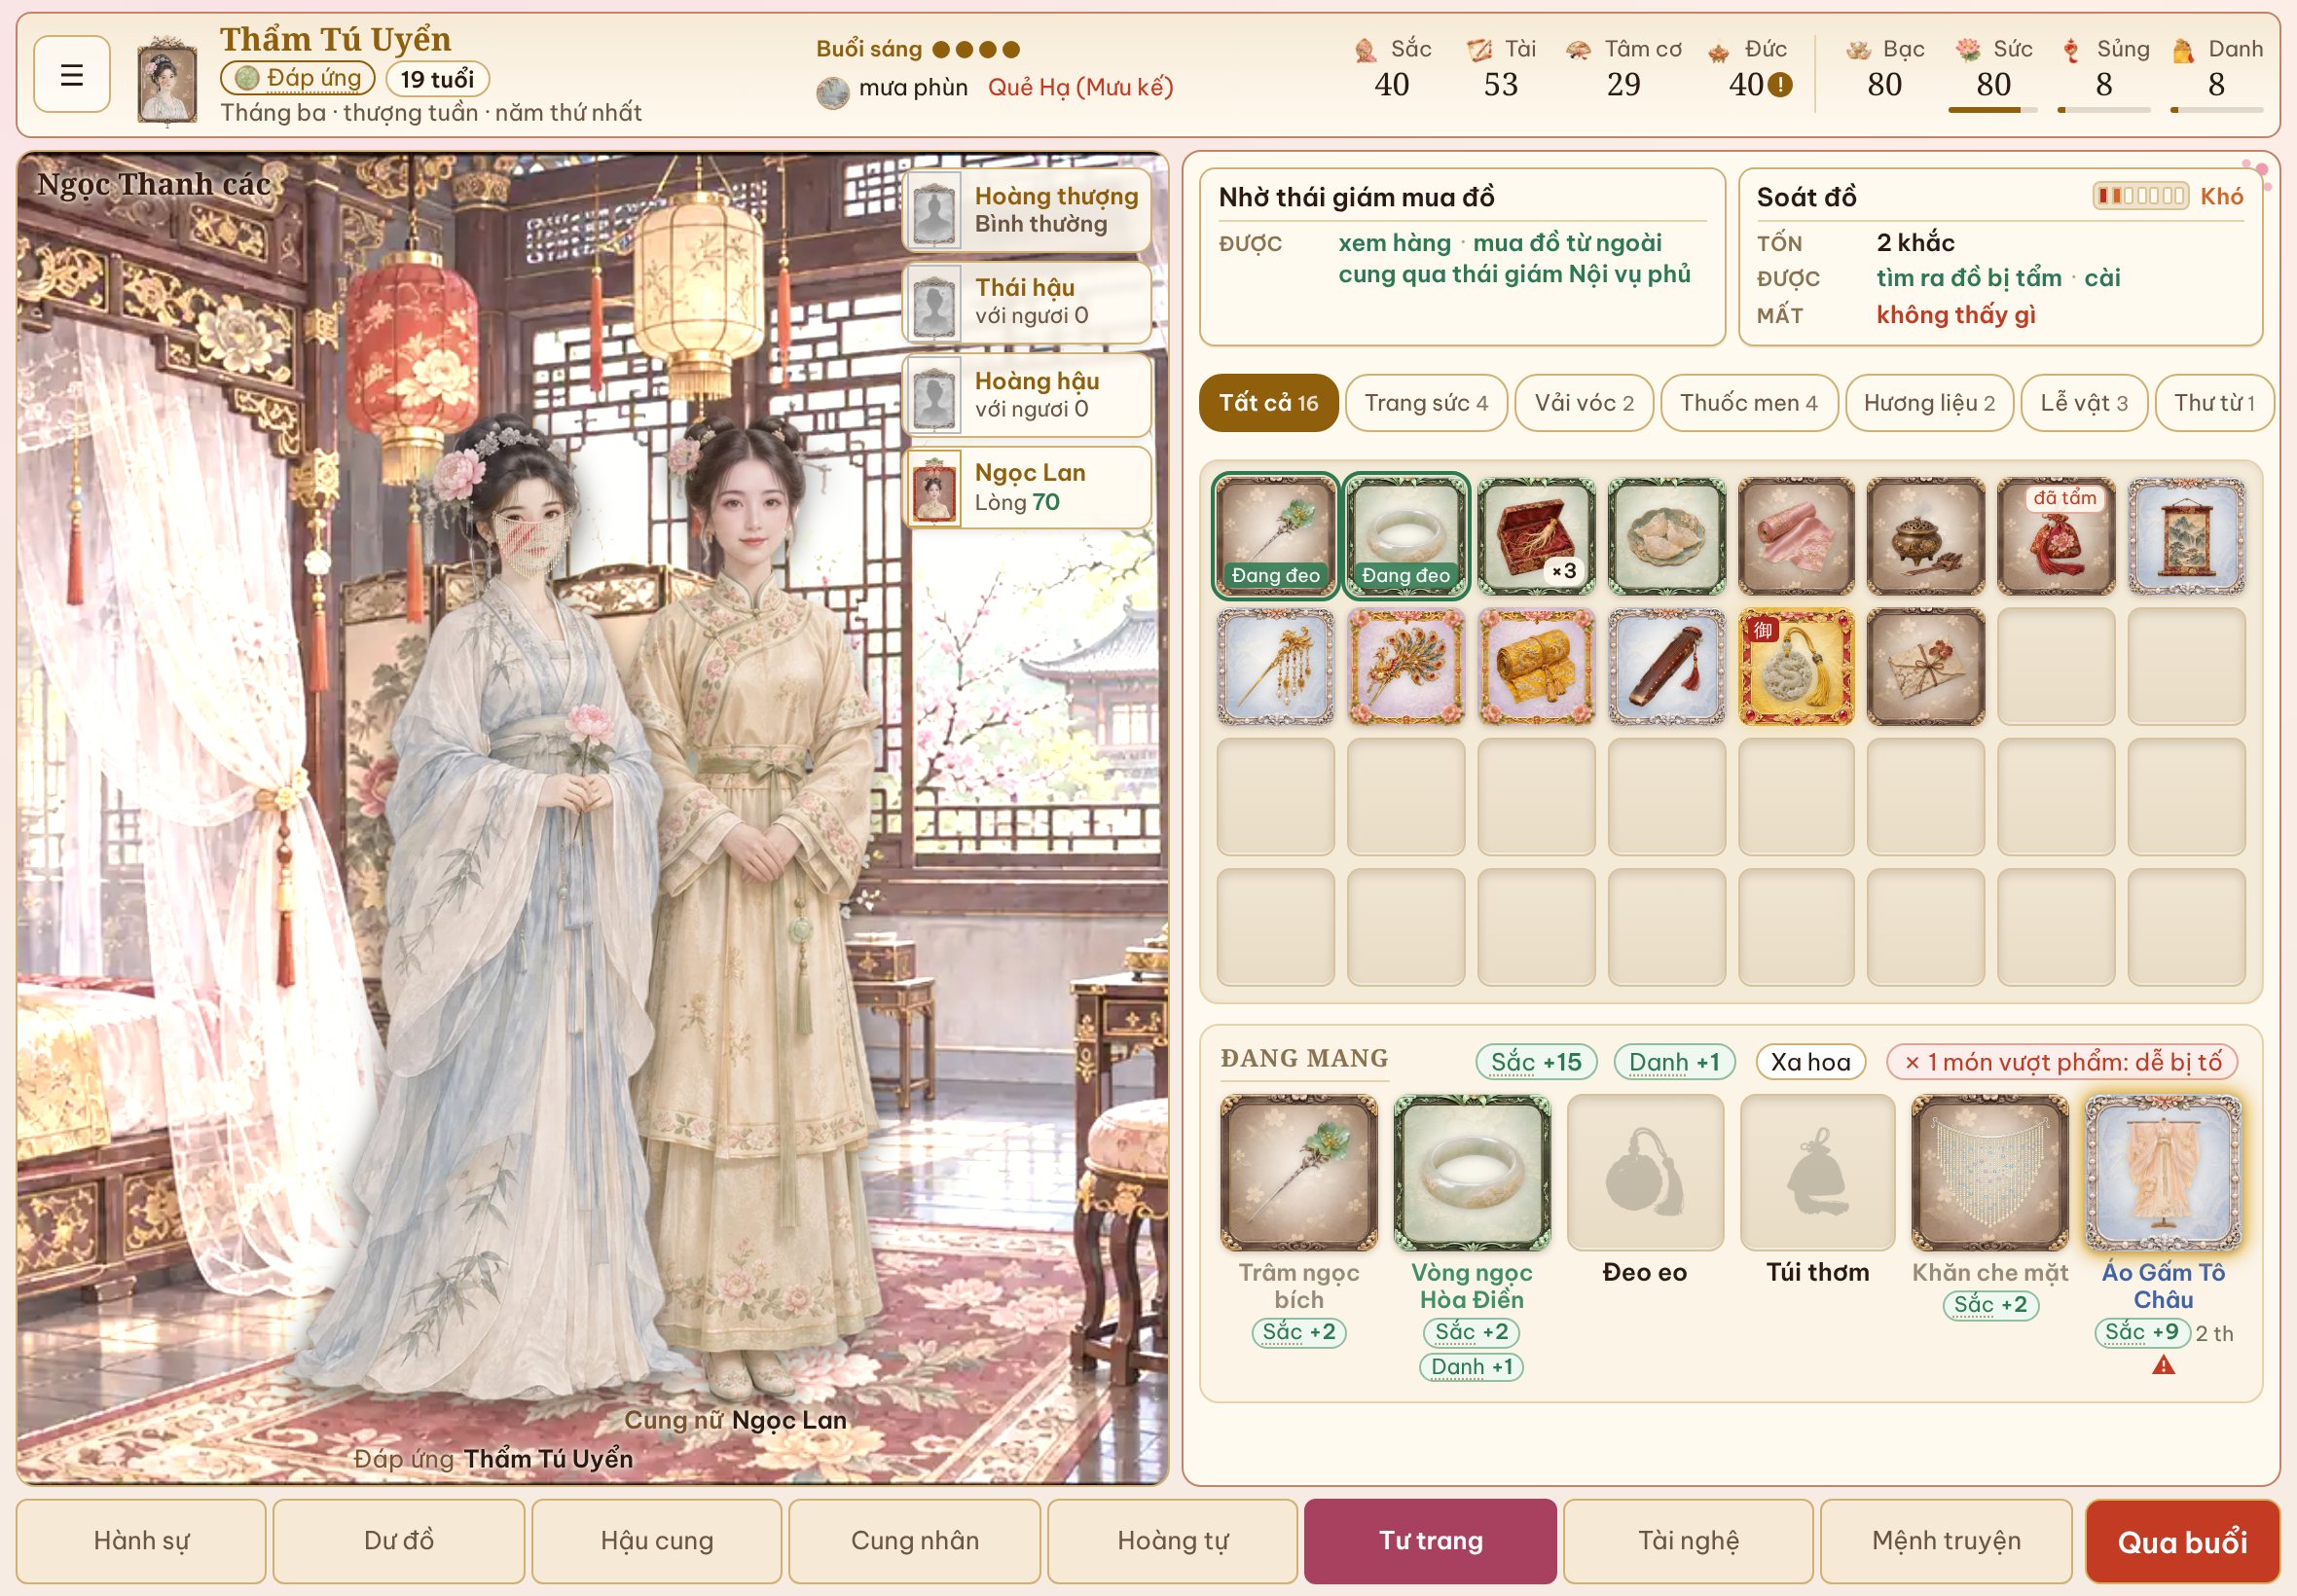 ☰
Thẩm Tú Uyển
Đáp ứng
19 tuổi
Tháng ba · thượng tuần · năm thứ nhất
Buổi sáng
mưa phùn
Quẻ Hạ (Mưu kế)
Sắc
40
Tài
53
Tâm cơ
29
Đức
40
!
Bạc
80
Sức
80
Sủng
8
Danh
8
Ngọc Thanh các
Hoàng thượng
Bình thường
Thái hậu
với ngươi 0
Hoàng hậu
với ngươi 0
Ngọc Lan
Lòng 70
Cung nữ Ngọc Lan
Đáp ứng Thẩm Tú Uyển
Nhờ thái giám mua đồ
ĐƯỢC xem hàng · mua đồ từ ngoài
cung qua thái giám Nội vụ phủ
Soát đồ
Khó
TỐN 2 khắc
ĐƯỢC tìm ra đồ bị tẩm · cài
MẤT không thấy gì
Tất cả 16
Trang sức 4
Vải vóc 2
Thuốc men 4
Hương liệu 2
Lễ vật 3
Thư từ 1
Đang đeo
Đang đeo
×3
đã tẩm
御
ĐANG MANG
Sắc +15
Danh +1
Xa hoa
× 1 món vượt phẩm: dễ bị tố
Trâm ngọc
bích
Sắc +2
Vòng ngọc
Hòa Điền
Sắc +2
Danh +1
Đeo eo
Túi thơm
Khăn che mặt
Sắc +2
Áo Gấm Tô
Châu
Sắc +9 2 th
Hành sự
Dư đồ
Hậu cung
Cung nhân
Hoàng tự
Tư trang
Tài nghệ
Mệnh truyện
Qua buổi